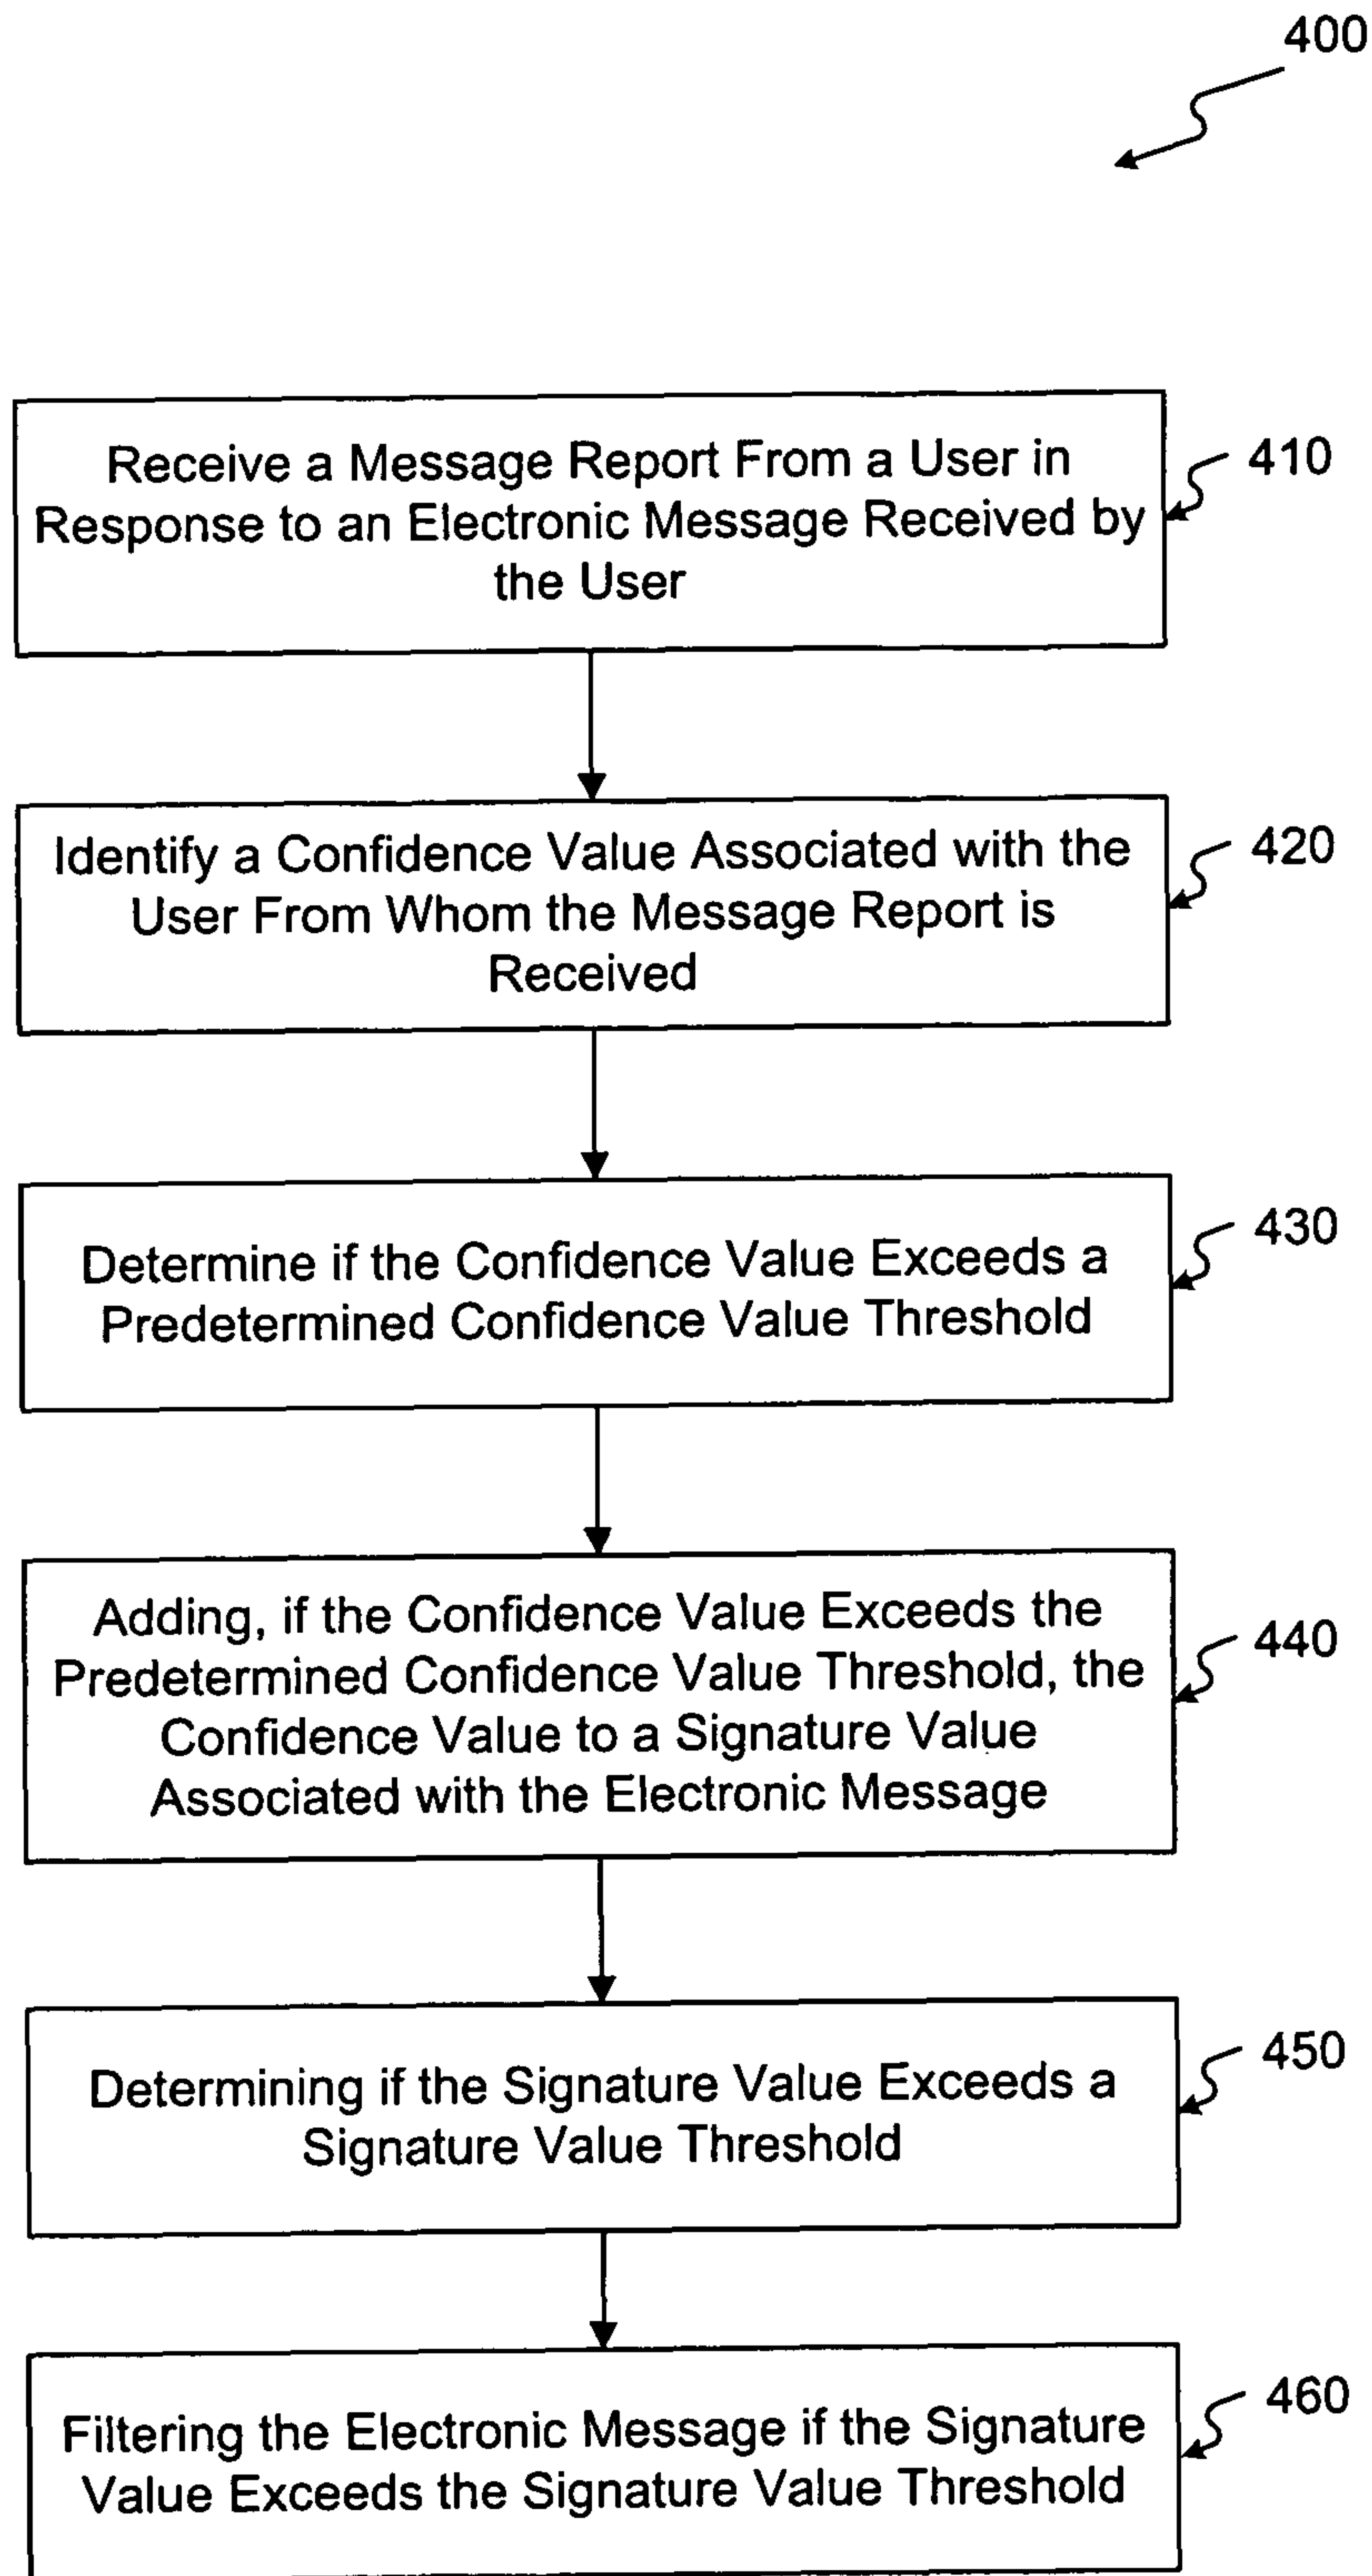 400
Receive a Message Report From a User in
Response to an Electronic Message Received by
the User
410
Identify a Confidence Value Associated with the
User From Whom the Message Report is
Received
420
Determine if the Confidence Value Exceeds a
Predetermined Confidence Value Threshold
430
Adding, if the Confidence Value Exceeds the
Predetermined Confidence Value Threshold, the
Confidence Value to a Signature Value
Associated with the Electronic Message
440
Determining if the Signature Value Exceeds a
Signature Value Threshold
450
Filtering the Electronic Message if the Signature
Value Exceeds the Signature Value Threshold
460